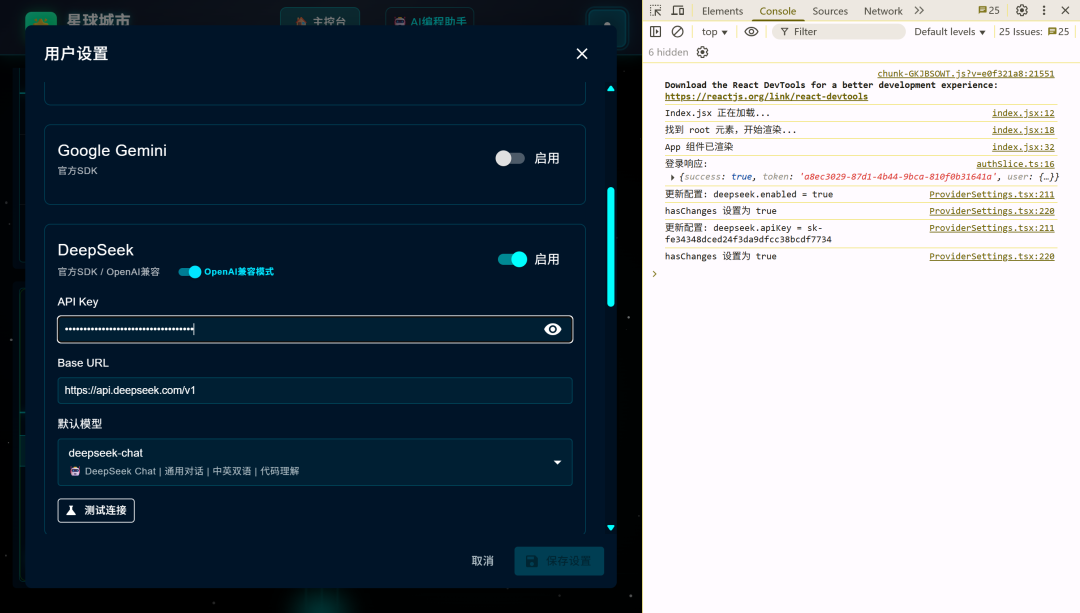 星球城市
主控台
AI编程助手
用户设置
Google Gemini
官方SDK
启用
DeepSeek
官方SDK / OpenAI兼容
OpenAI兼容模式
启用
API Key
Base URL
https://api.deepseek.com/v1
默认模型
deepseek-chat
DeepSeek Chat | 通用对话 | 中英双语 | 代码理解
测试连接
取消
保存设置
Elements
Console
Sources
Network
25
top
Filter
Default levels
25 Issues:
25
6 hidden
chunk-GKJBSOWT.js?v=e0f321a8:21551
Download the React DevTools for a better development experience:
https://reactjs.org/link/react-devtools
Index.jsx 正在加载...
index.jsx:12
找到 root 元素，开始渲染...
index.jsx:18
App 组件已渲染
index.jsx:32
登录响应:
authSlice.ts:16
{success: true, token: 'a8ec3029-87d1-4b44-9bca-810f0b31641a', user: {…}}
更新配置: deepseek.enabled = true
ProviderSettings.tsx:211
hasChanges 设置为 true
ProviderSettings.tsx:220
更新配置: deepseek.apiKey = sk-
fe34348dced24f3da9dfcc38bcdf7734
ProviderSettings.tsx:211
hasChanges 设置为 true
ProviderSettings.tsx:220